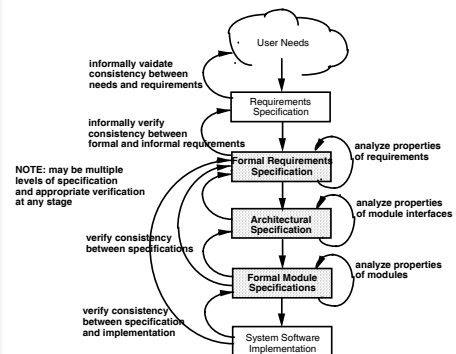 User Needs
informally vaidate
consistency between
needs and requirements
Requirements
Specification
informally verify
consistency between
formal and informal requirements
Formal Requirements
Specification
analyze properties
of requirements
NOTE: may be multiple
levels of specification
and appropriate verification
at any stage
Architectural
Specification
analyze properties
of module interfaces
verify consistency
between specifications
Formal Module
Specifications
analyze properties
of modules
verify consistency
between specification
and implementation
System Software
Implementation